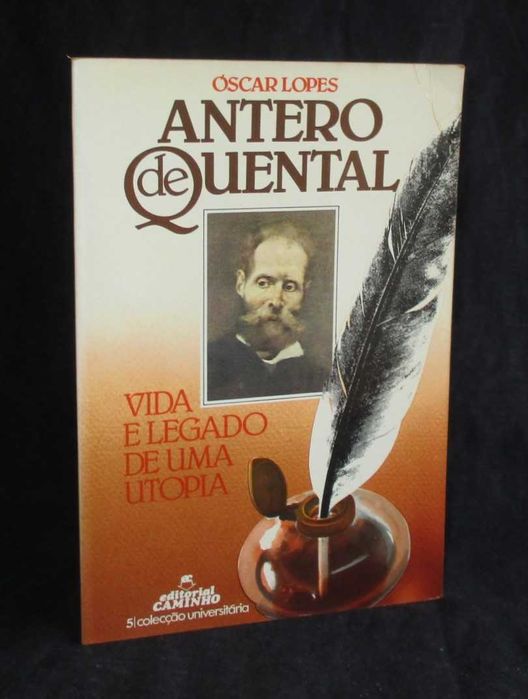 ÓSCAR LOPES
ANTERO
de QUENTAL
VIDA
E LEGADO
DE UMA
UTOPIA
editorial
CAMINHO
5|colecção universitária